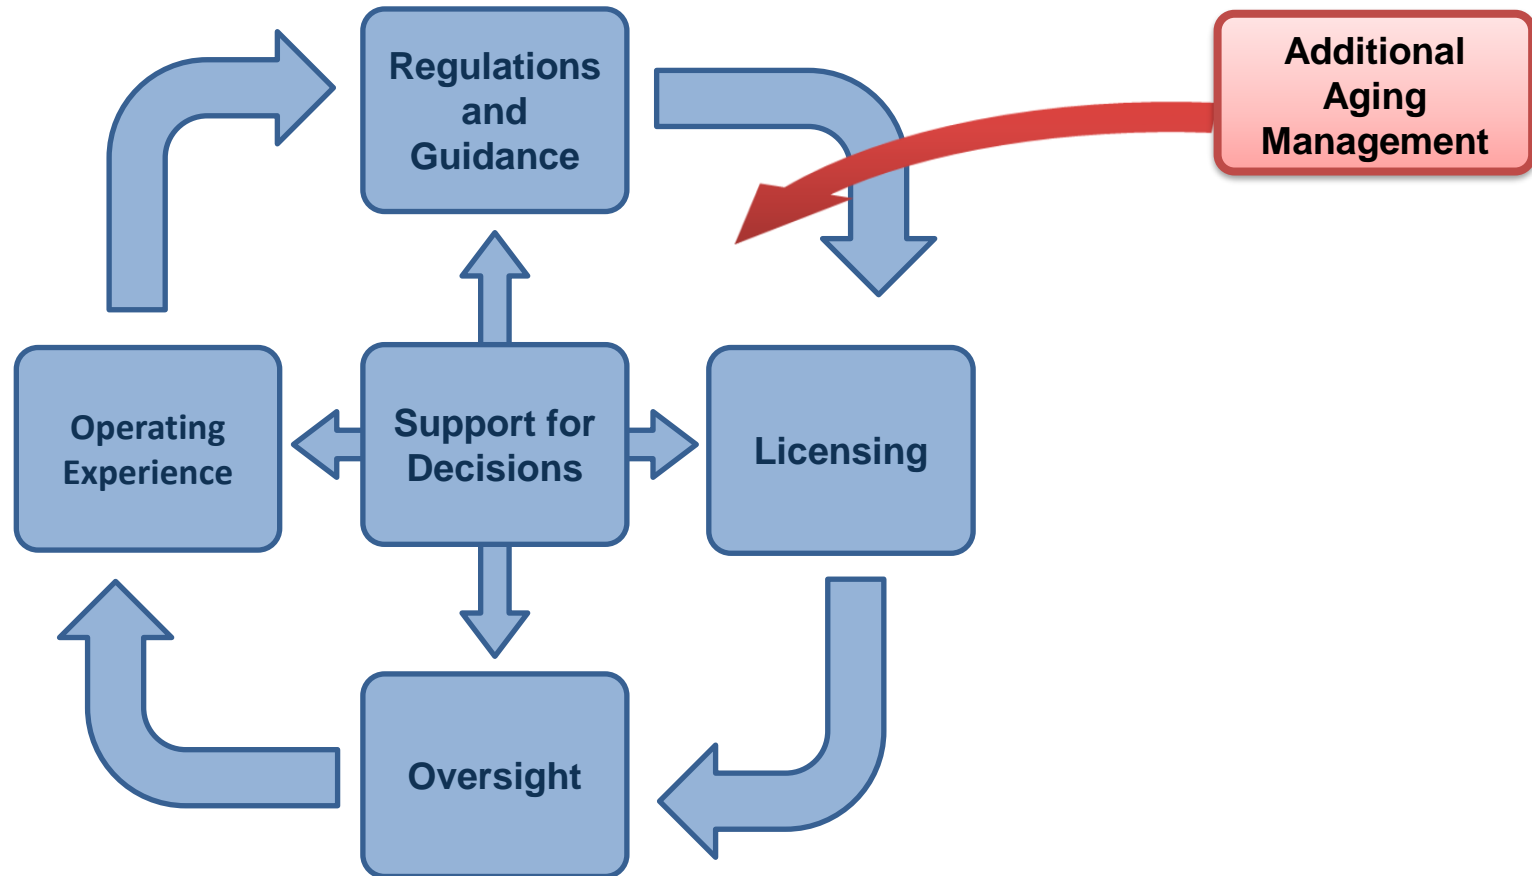 Regulations
and
Guidance
Additional
Aging
Management
Operating
Experience
Support for
Decisions
Licensing
Oversight